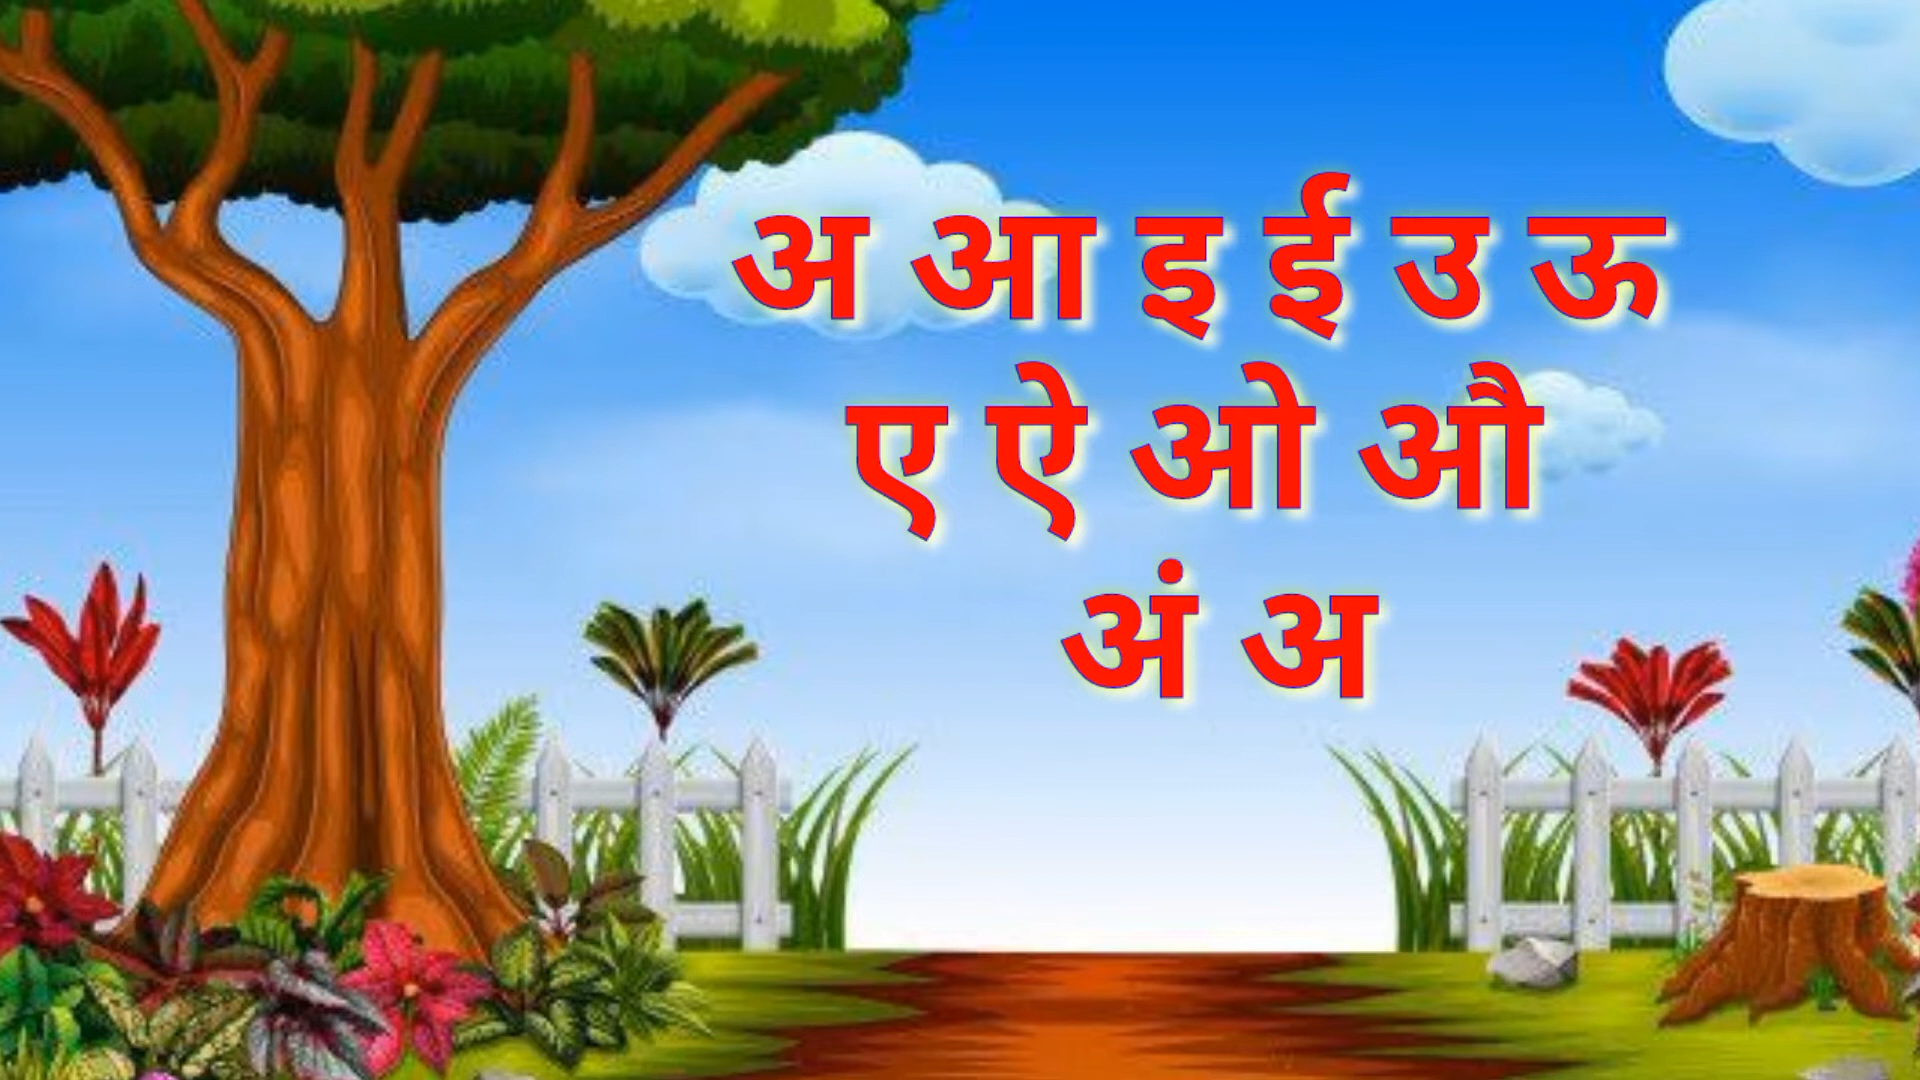 अ आ इ ई उ ऊ
ए ऐ ओ औ
अं अ